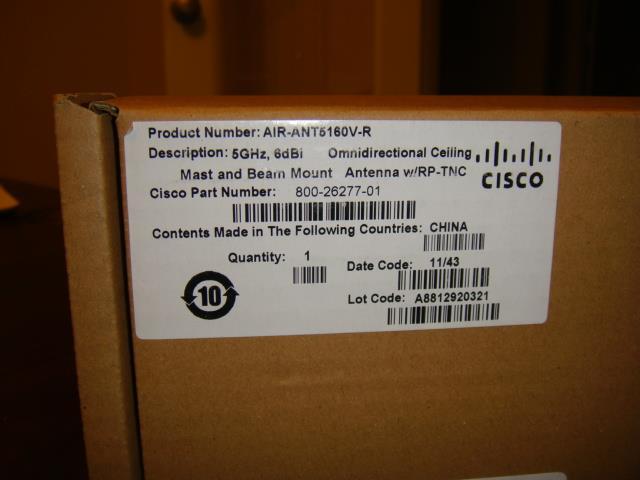 Product Number: AIR-ANT5160V-R
Description: 5GHz, 6dBi Omnidirectional Ceiling
Mast and Beam Mount Antenna w/RP-TNC
CISCO
Cisco Part Number: 800-26277-01
Contents Made in The Following Countries: CHINA
Quantity: 1
Date Code: 11/43
10
Lot Code: A8812920321